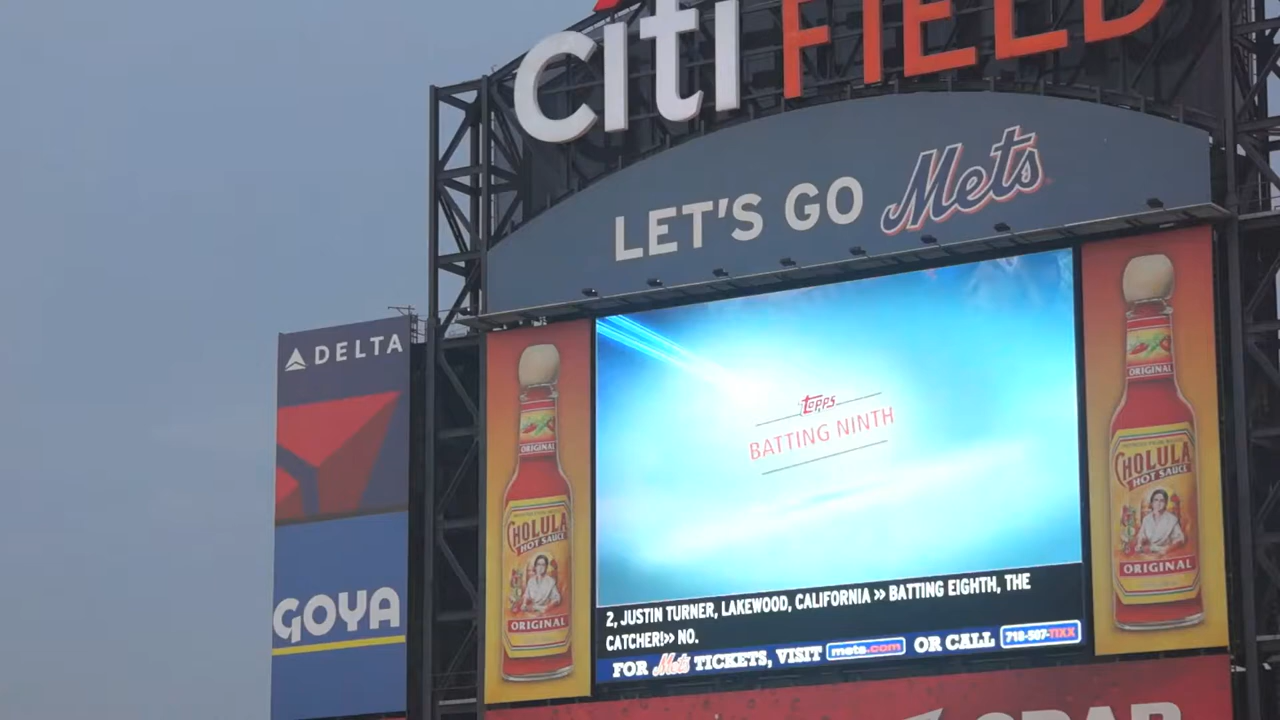 citi FIELD
LET'S GO Mets
DELTA
GOYA
ORIGINAL
CHOLULA
HOT SAUCE
ORIGINAL
Topps
BATTING NINTH
2, JUSTIN TURNER, LAKEWOOD, CALIFORNIA >> BATTING EIGHTH, THE
CATCHER!>> NO.
FOR Mets TICKETS, VISIT mets.com OR CALL 718-507-TIXX
ORIGINAL
CHOLULA
HOT SAUCE
ORIGINAL